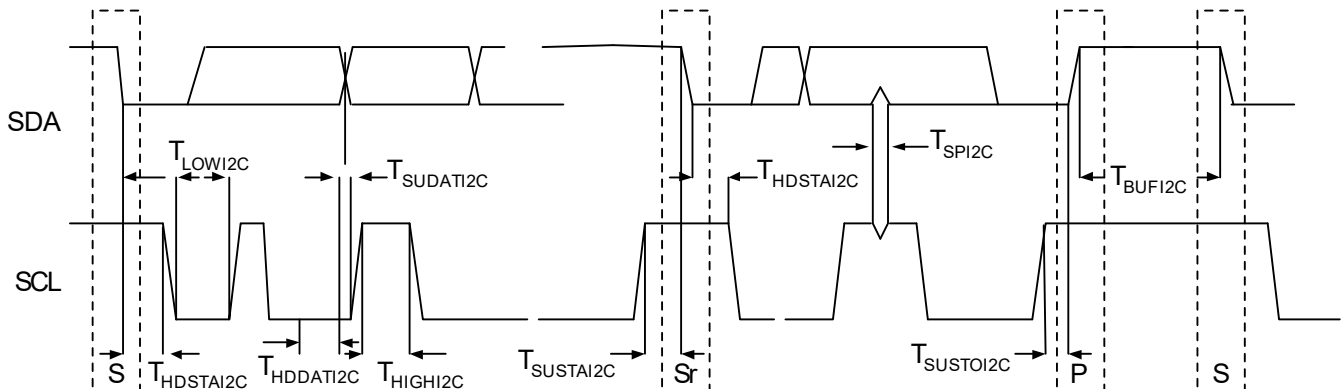 SDA
T_LOWI2C
T_SUDATI2C
T_HDSTAI2C
T_SPI2C
T_BUFI2C
SCL
S
T_HDSTAI2C
T_HDDATI2C
T_HIGHI2C
T_SUSTAI2C
Sr
T_SUSTOI2C
P
S